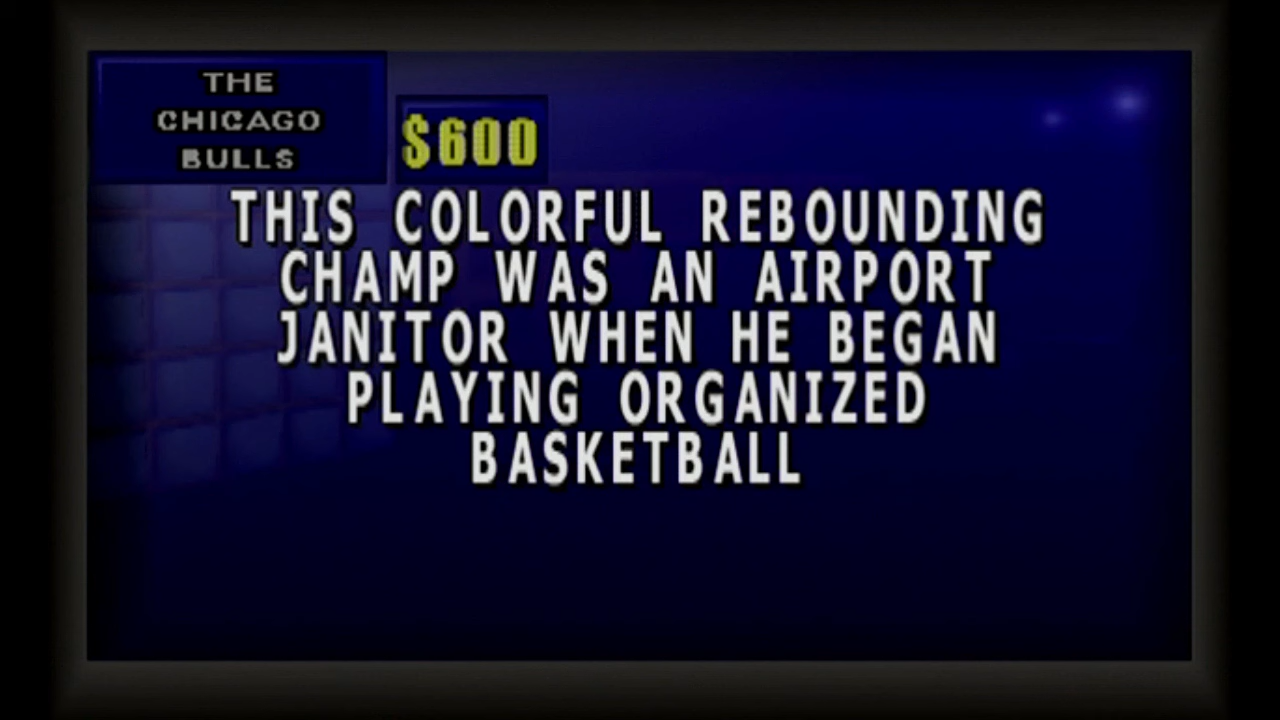 THE
CHICAGO
BULLS
$600
THIS COLORFUL REBOUNDING
CHAMP WAS AN AIRPORT
JANITOR WHEN HE BEGAN
PLAYING ORGANIZED
BASKETBALL